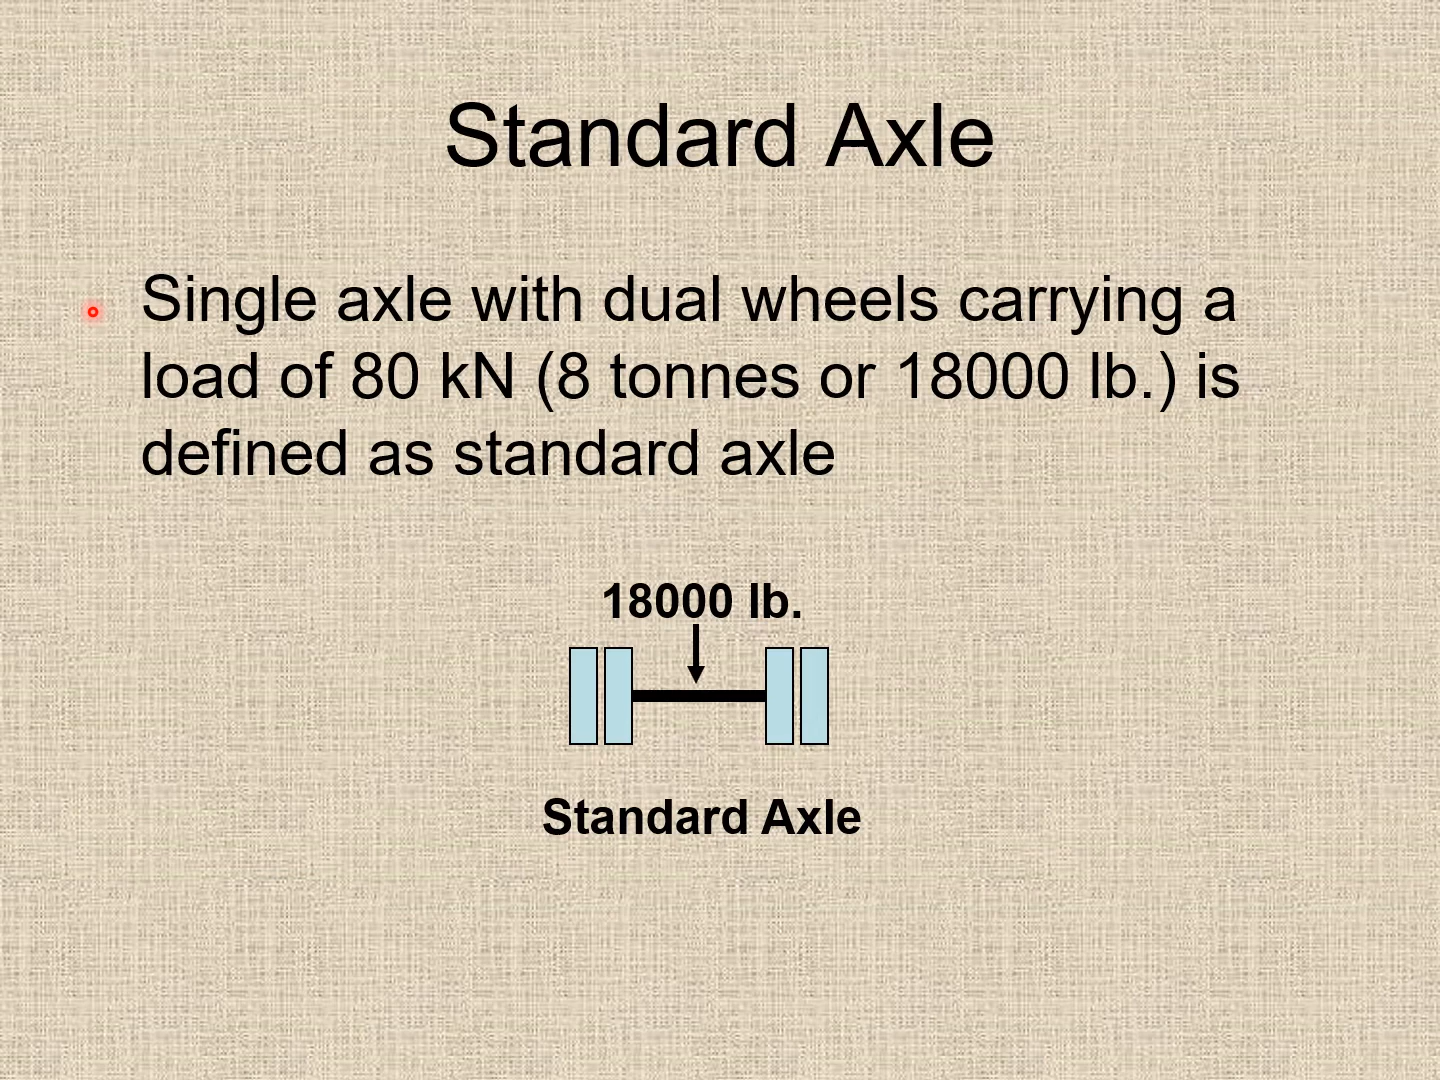 Standard Axle
Single axle with dual wheels carrying a
load of 80 kN (8 tonnes or 18000 lb.) is
defined as standard axle
18000 lb.
Standard Axle